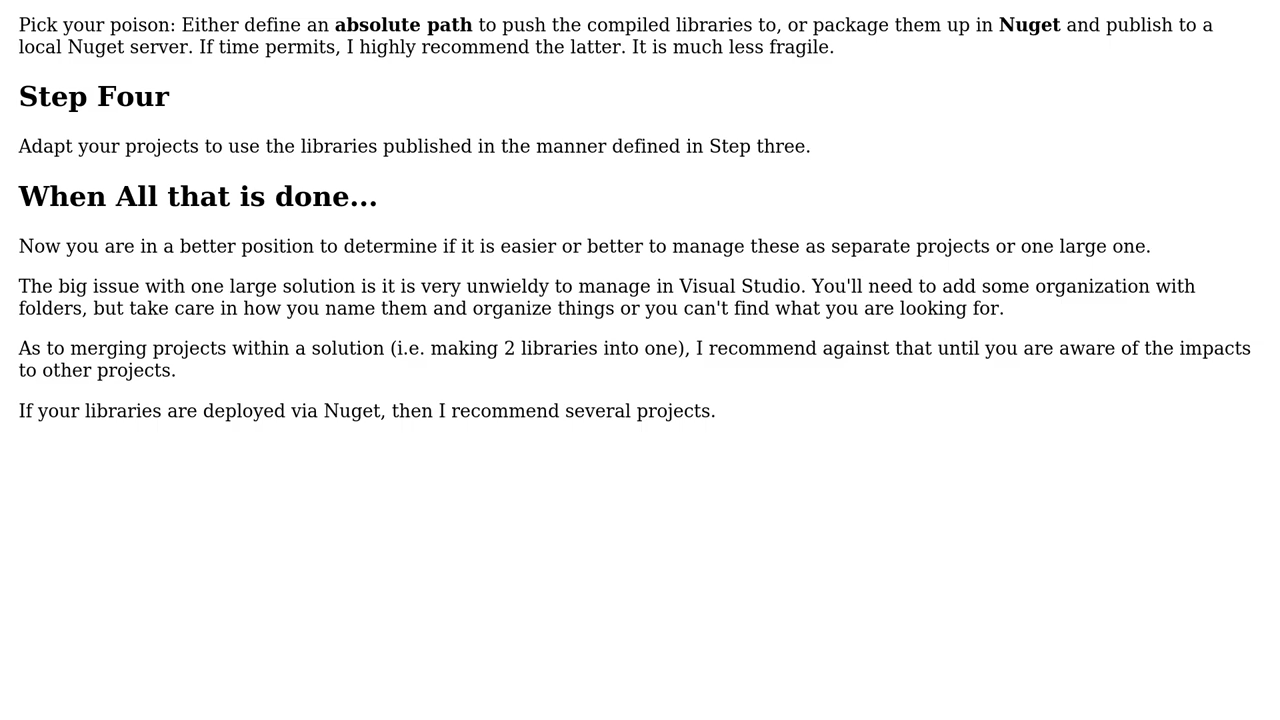 Pick your poison: Either define an absolute path to push the compiled libraries to, or package them up in Nuget and publish to a
local Nuget server. If time permits, I highly recommend the latter. It is much less fragile.
Step Four
Adapt your projects to use the libraries published in the manner defined in Step three.
When All that is done...
Now you are in a better position to determine if it is easier or better to manage these as separate projects or one large one.
The big issue with one large solution is it is very unwieldy to manage in Visual Studio. You'll need to add some organization with
folders, but take care in how you name them and organize things or you can't find what you are looking for.
As to merging projects within a solution (i.e. making 2 libraries into one), I recommend against that until you are aware of the impacts
to other projects.
If your libraries are deployed via Nuget, then I recommend several projects.